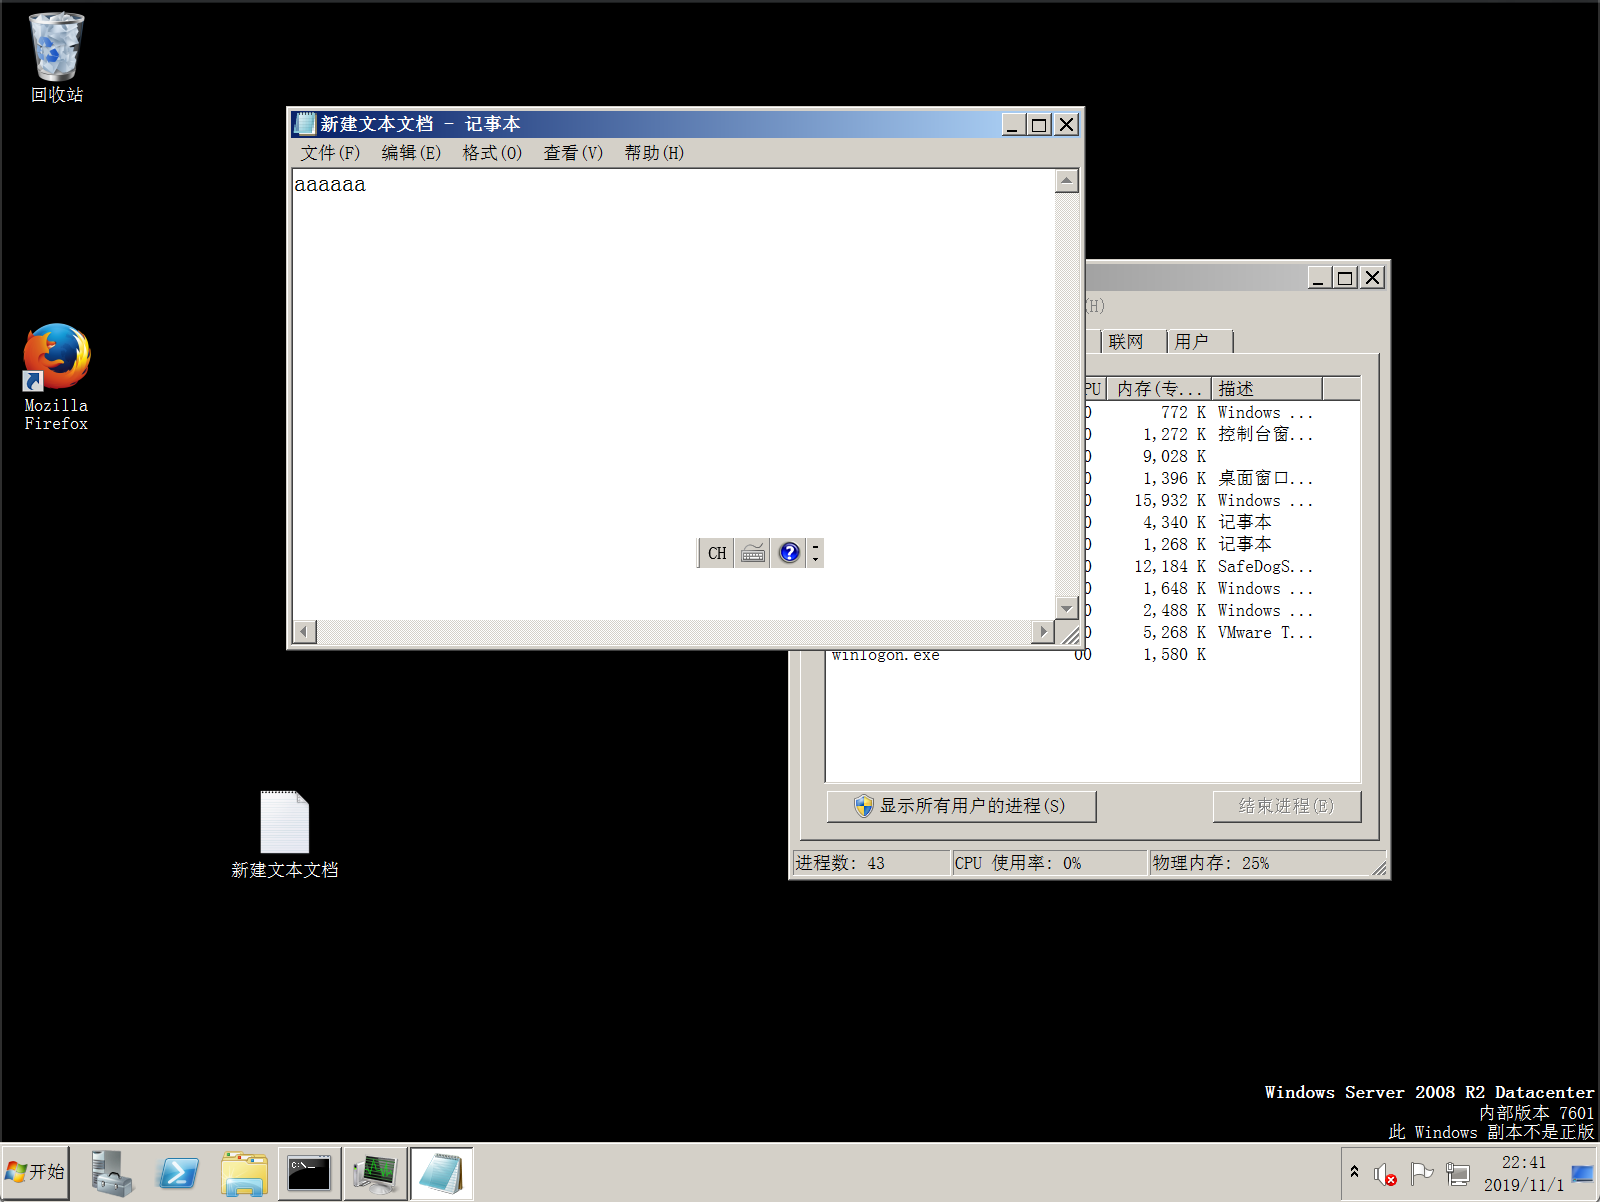 回收站
新建文本文档 - 记事本
文件(F) 编辑(E) 格式(O) 查看(V) 帮助(H)
aaaaaa
Mozilla
Firefox
CH
(H)
联网 用户
PU 内存(专... 描述
0 772 K Windows ...
0 1,272 K 控制台窗...
0 9,028 K
0 1,396 K 桌面窗口...
0 15,932 K Windows ...
0 4,340 K 记事本
0 1,268 K 记事本
0 12,184 K SafeDogS...
0 1,648 K Windows ...
0 2,488 K Windows ...
0 5,268 K VMware T...
winlogon.exe 00 1,580 K
显示所有用户的进程(S) 结束进程(E)
进程数: 43 CPU 使用率: 0% 物理内存: 25%
新建文本文档
Windows Server 2008 R2 Datacenter
内部版本 7601
此 Windows 副本不是正版
开始
C:\_
22:41
2019/11/1